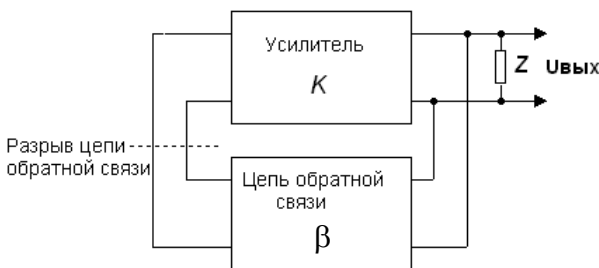 Усилитель
K
Z Uвых
Разрыв цепи
обратной связи
Цепь обратной
связи
β